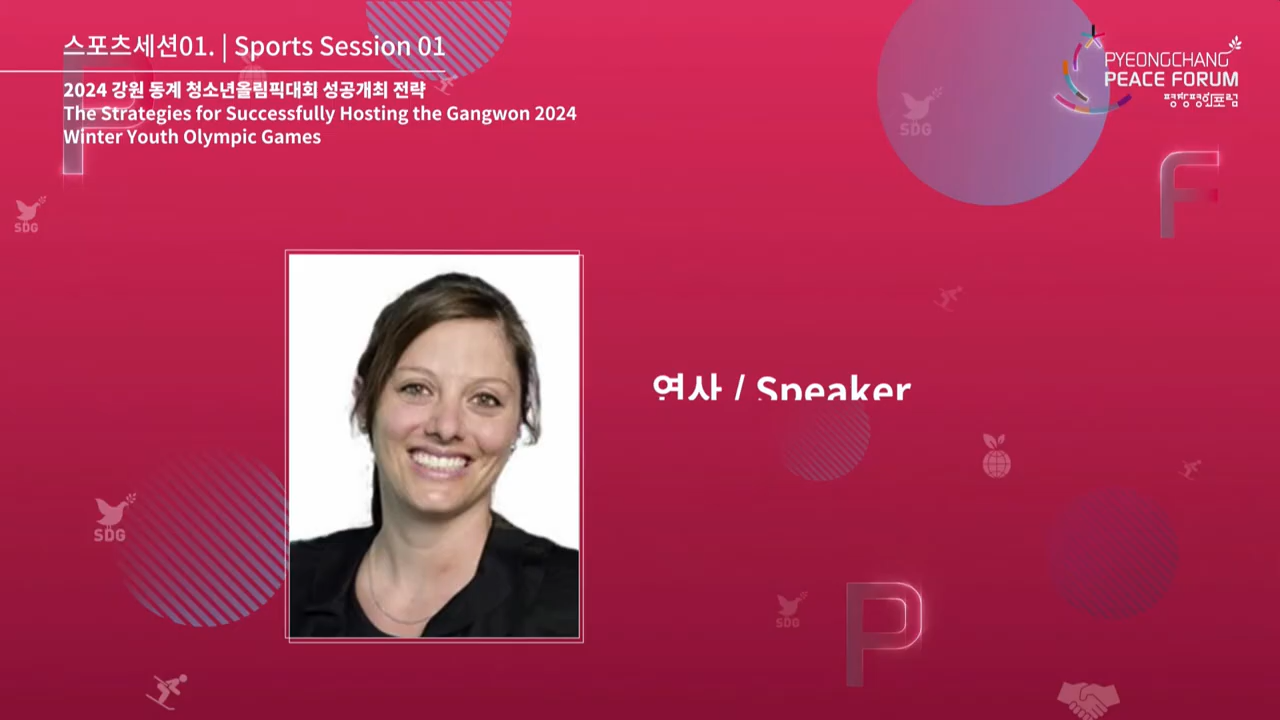 스포츠세션01. | Sports Session 01
2024 강원 동계 청소년올림픽대회 성공개최 전략
The Strategies for Successfully Hosting the Gangwon 2024
Winter Youth Olympic Games
PYEONGCHANG
PEACE FORUM
평창평화포럼
SDG
P
F
SDG
연사 / Speaker
SDG
SDG
P